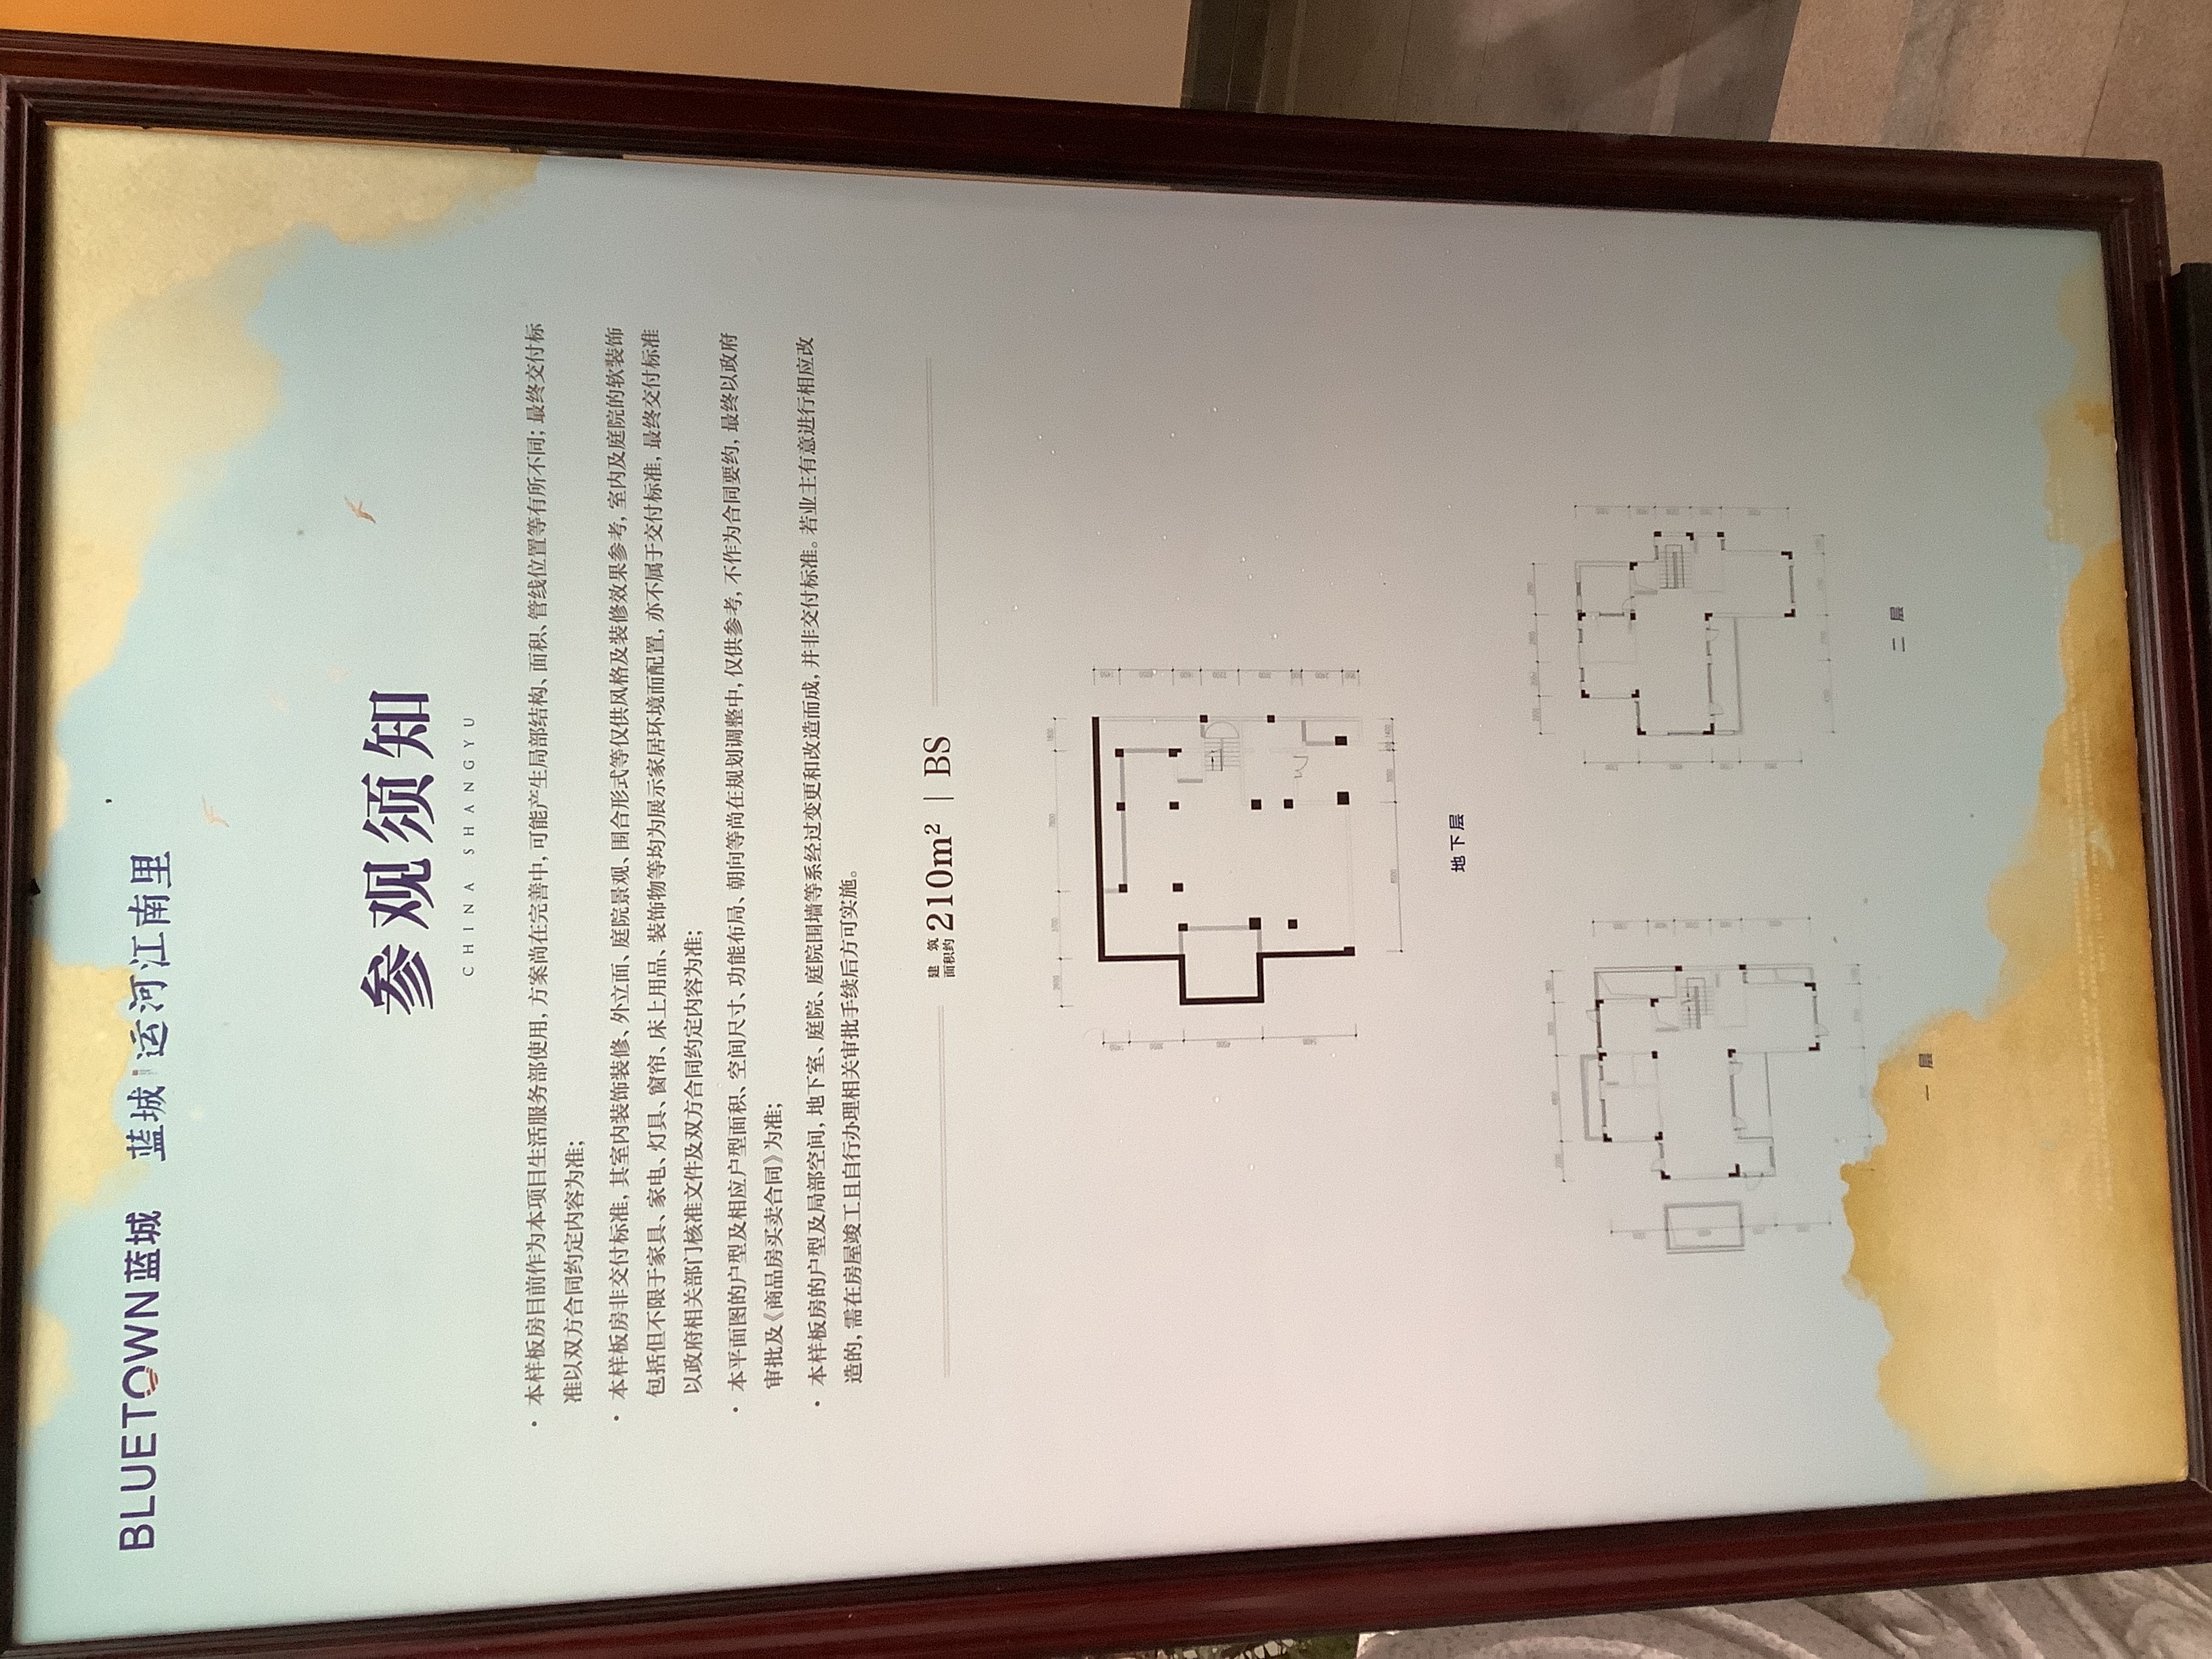 BLUETOWN蓝城 蓝城 运河江南里
参观须知
CHINA SHANGYU
· 本样板房目前作为本项目生活服务部使用，方案尚在完善中，可能产生局部结构、面积、管线位置等有所不同；最终交付标
准以双方合同约定内容为准；
· 本样板房非交付标准，其室内装饰装修、外立面、庭院景观、围合形式等仅供风格及装修效果参考，室内及庭院的软装饰
包括但不限于家具、家电、灯具、窗帘、床上用品、装饰物等均为展示家居环境而配置，亦不属于交付标准，最终交付标准
以政府相关部门核准文件及双方合同约定内容为准；
· 本平面图的户型及相应户型面积、空间尺寸、功能布局、朝向等尚在规划调整中，仅供参考，不作为合同要约，最终以政府
审批及《商品房买卖合同》为准；
· 本样板房的户型及局部空间，地下室、庭院、庭院围墙等系经过变更和改造而成，并非交付标准。若业主有意进行相应改
造的，需在房屋竣工且自行办理相关审批手续后方可实施。
建筑
面积约 210m² | BS
地下层
二层
一层